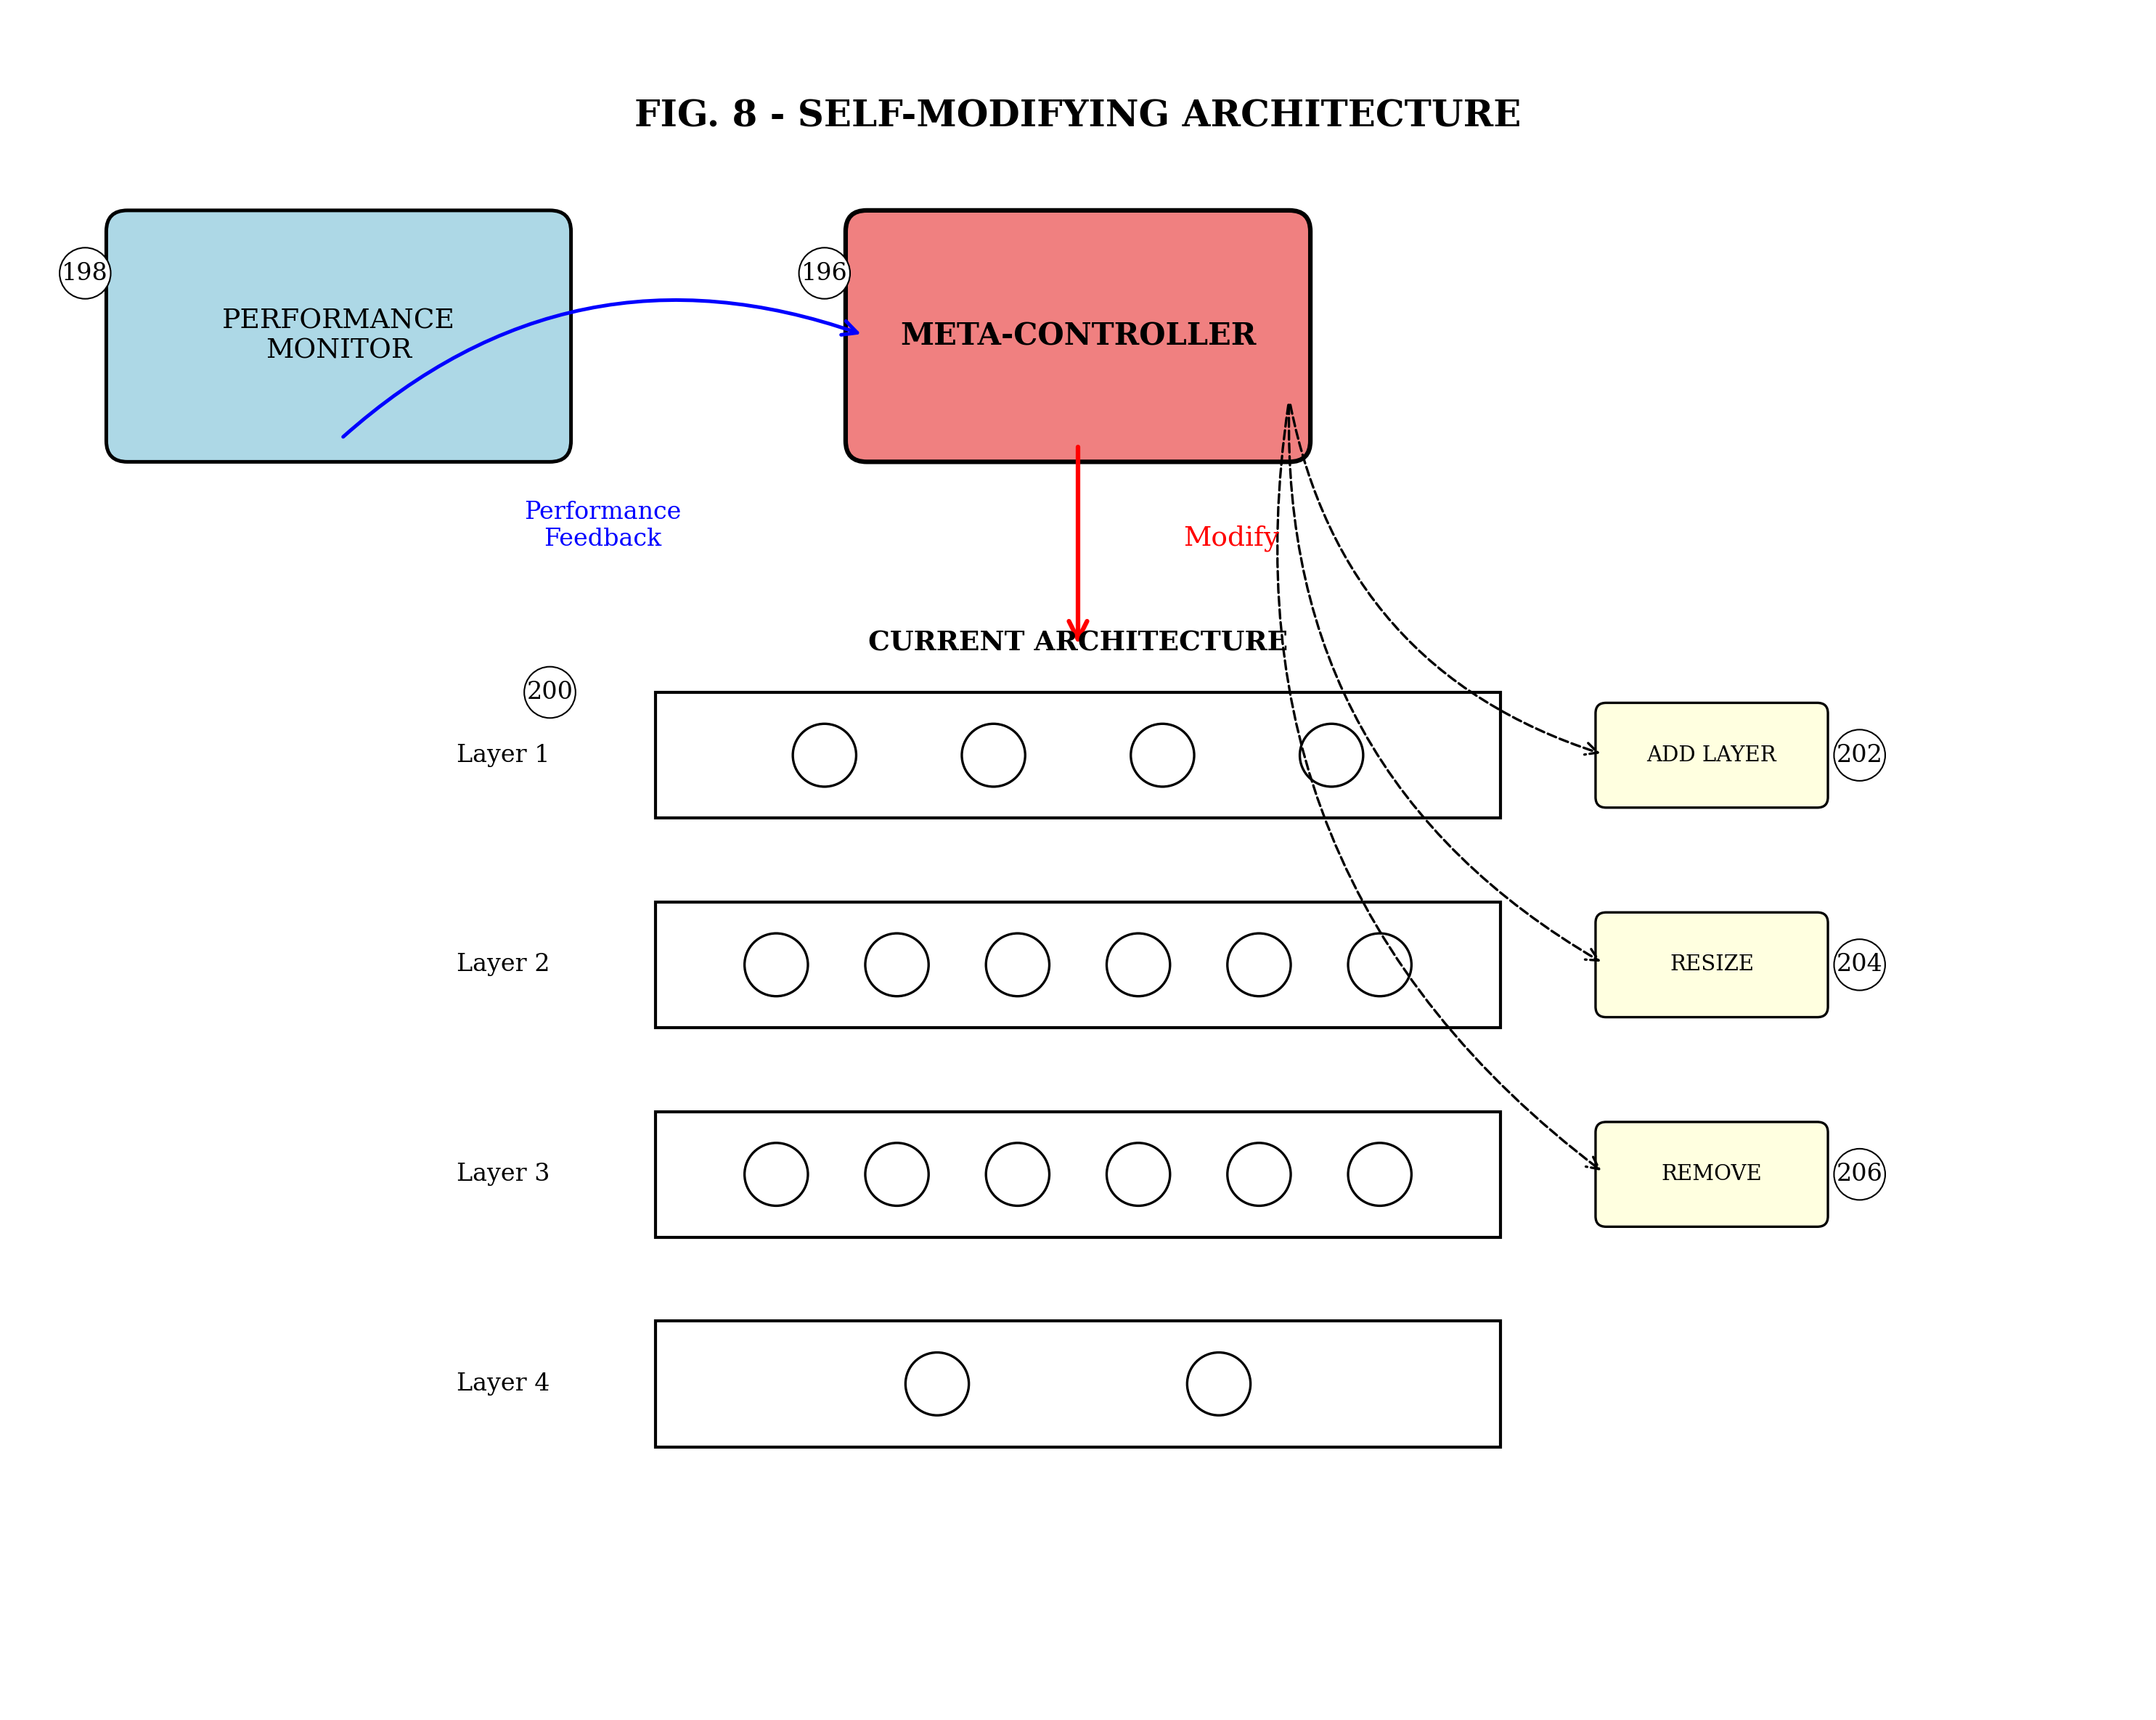 FIG. 8 - SELF-MODIFYING ARCHITECTURE
198
PERFORMANCE
MONITOR
196
META-CONTROLLER
Performance
Feedback
Modify
CURRENT ARCHITECTURE
200
Layer 1
ADD LAYER
202
Layer 2
RESIZE
204
Layer 3
REMOVE
206
Layer 4